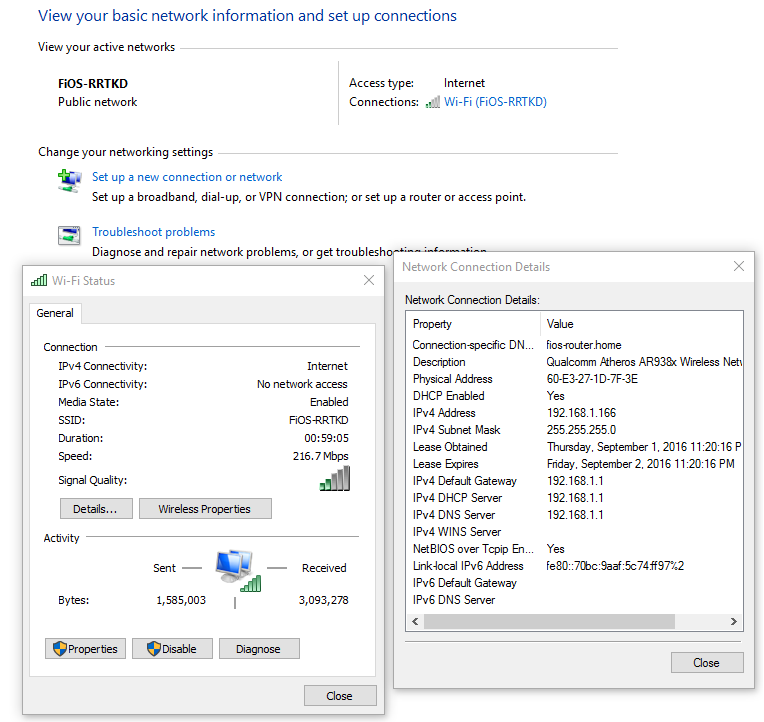 View your basic network information and set up connections
View your active networks
FiOS-RRTKD
Public network
Access type: Internet
Connections: Wi-Fi (FiOS-RRTKD)
Change your networking settings
Set up a new connection or network
Set up a broadband, dial-up, or VPN connection; or set up a router or access point.
Troubleshoot problems
Diagnose and repair network problems, or get troubleshooting information.
Wi-Fi Status
General
Connection
IPv4 Connectivity: Internet
IPv6 Connectivity: No network access
Media State: Enabled
SSID: FiOS-RRTKD
Duration: 00:59:05
Speed: 216.7 Mbps
Signal Quality:
Details... Wireless Properties
Activity
Sent Received
Bytes: 1,585,003 3,093,278
Properties Disable Diagnose
Close
Network Connection Details
Network Connection Details:
Property Value
Connection-specific DN... fios-router.home
Description Qualcomm Atheros AR938x Wireless Netw
Physical Address 60-E3-27-1D-7F-3E
DHCP Enabled Yes
IPv4 Address 192.168.1.166
IPv4 Subnet Mask 255.255.255.0
Lease Obtained Thursday, September 1, 2016 11:20:16 P
Lease Expires Friday, September 2, 2016 11:20:16 PM
IPv4 Default Gateway 192.168.1.1
IPv4 DHCP Server 192.168.1.1
IPv4 DNS Server 192.168.1.1
IPv4 WINS Server
NetBIOS over Tcpip En... Yes
Link-local IPv6 Address fe80::70bc:9aaf:5c74:ff97%2
IPv6 Default Gateway
IPv6 DNS Server
Close